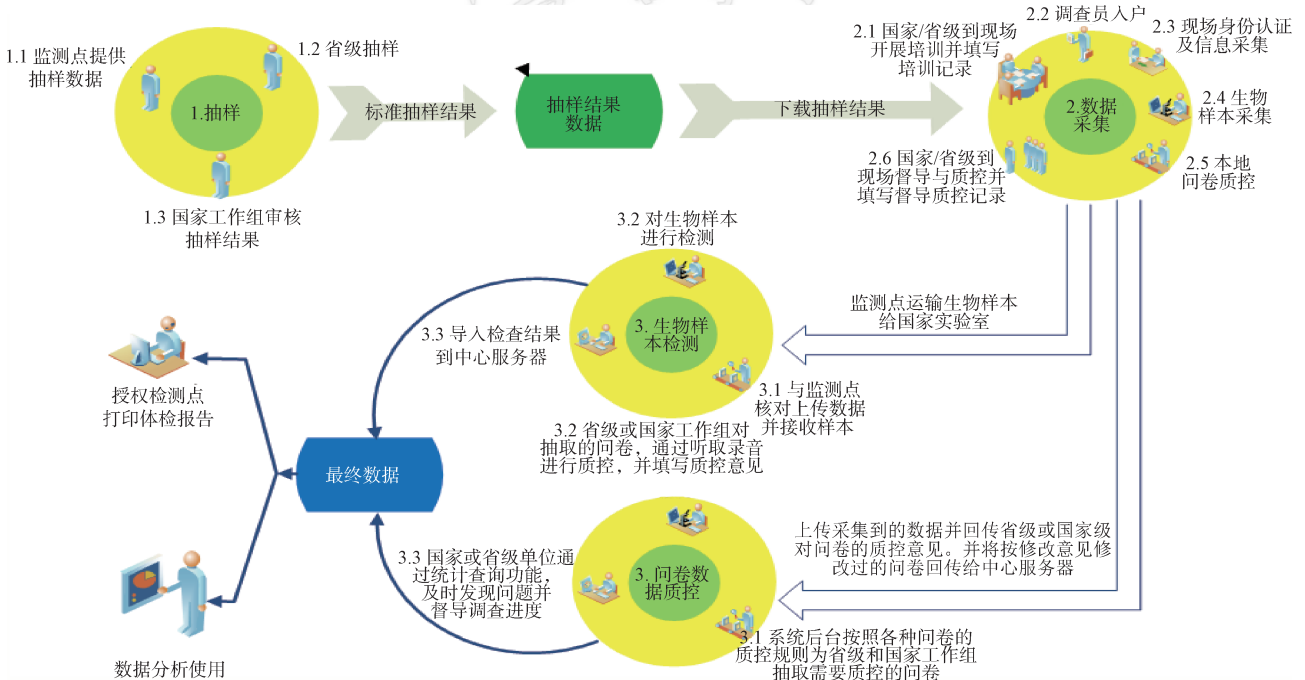 1.1 监测点提供
抽样数据
1.2 省级抽样
1.抽样
1.3 国家工作组审核
抽样结果
标准抽样结果
抽样结果
数据
下载抽样结果
2.1 国家/省级到现场
开展培训并填写
培训记录
2.2 调查员入户
2.3 现场身份认证
及信息采集
2.数据
采集
2.4 生物
样本采集
2.5 本地
问卷质控
2.6 国家/省级到
现场督导与质控并
填写督导质控记录
3.2 对生物样本
进行检测
3. 生物样
本检测
监测点运输生物样本
给国家实验室
3.3 导入检查结果
到中心服务器
3.1 与监测点
核对上传数据
并接收样本
授权检测点
打印体检报告
最终数据
3.2 省级或国家工作组对
抽取的问卷，通过听取录音
进行质控，并填写质控意见
3. 问卷数
据质控
上传采集到的数据并回传省级或国家级
对问卷的质控意见。并将按修改意见修
改过的问卷回传给中心服务器
3.3 国家或省级单位通
过统计查询功能，
及时发现问题并
督导调查进度
3.1 系统后台按照各种问卷的
质控规则为省级和国家工作组
抽取需要质控的问卷
数据分析使用